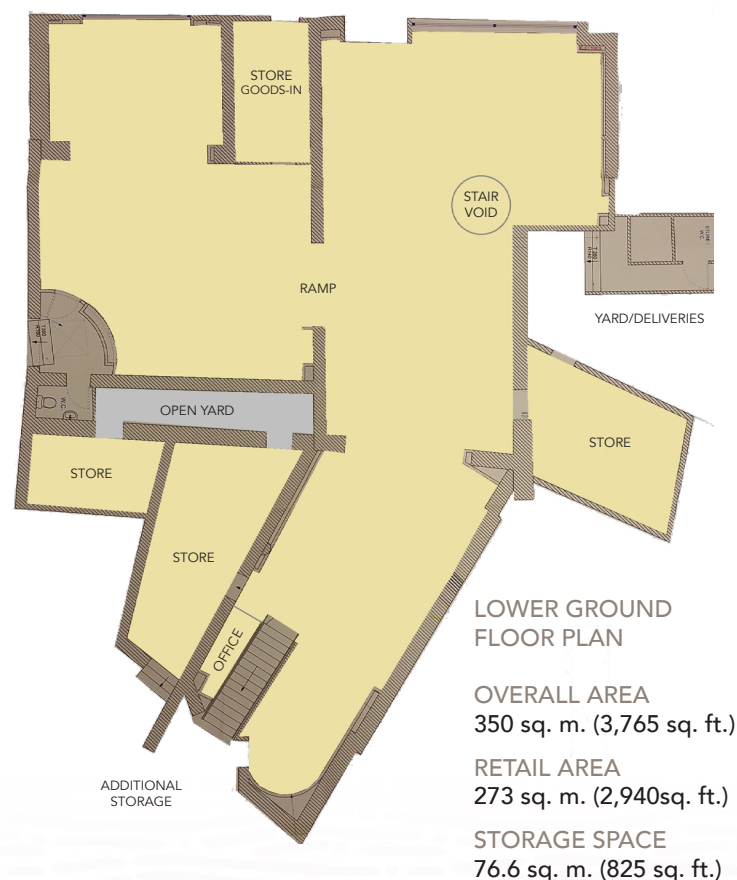 STORE
GOODS-IN
STAIR
VOID
STORE
W.C
RAMP
YARD/DELIVERIES
W.C
OPEN YARD
STORE
STORE
STORE
OFFICE
LOWER GROUND
FLOOR PLAN
OVERALL AREA
350 sq. m. (3,765 sq. ft.)
RETAIL AREA
273 sq. m. (2,940sq. ft.)
ADDITIONAL
STORAGE
STORAGE SPACE
76.6 sq. m. (825 sq. ft.)